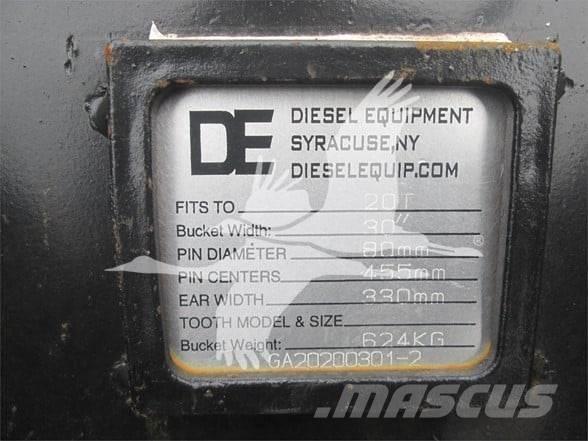 DE
DIESEL EQUIPMENT
SYRACUSE,NY
DIESELEQUIP.COM
FITS TO 20T
Bucket Width: 30"
PIN DIAMETER 80mm
PIN CENTERS 455mm
EAR WIDTH 330mm
TOOTH MODEL & SIZE
Bucket Weight: 624KG
GA20200301-2
®
MASCUS